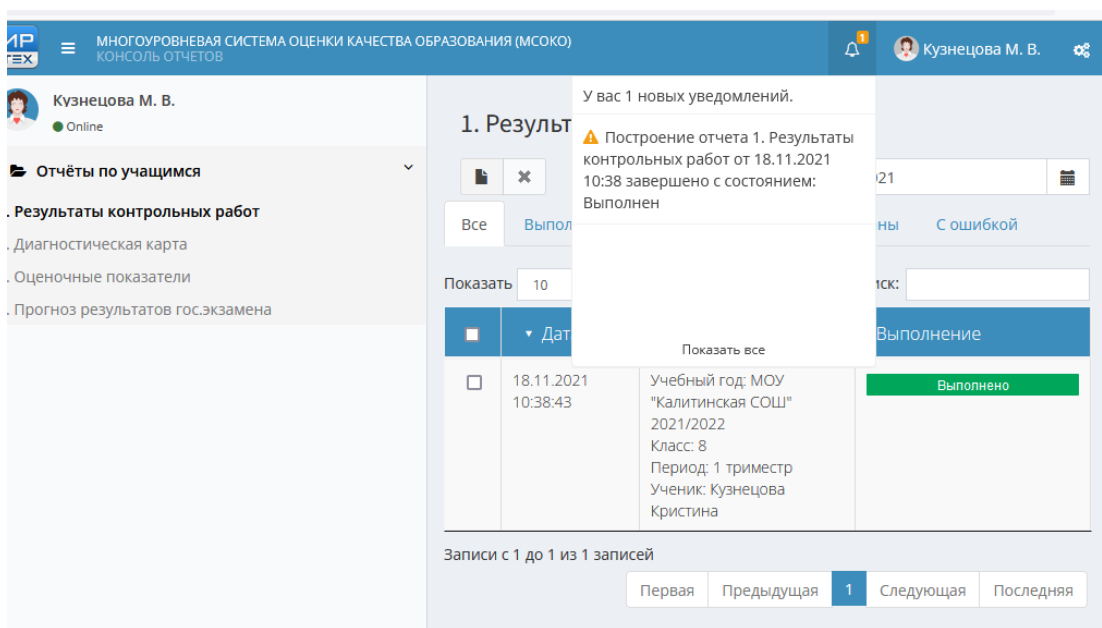 МНОГОУРОВНЕВАЯ СИСТЕМА ОЦЕНКИ КАЧЕСТВА ОБРАЗОВАНИЯ (МСОКО)
КОНСОЛЬ ОТЧЕТОВ
1
Кузнецова М. В.
Кузнецова М. В.
Online
Отчёты по учащимся
. Результаты контрольных работ
. Диагностическая карта
. Оценочные показатели
. Прогноз результатов гос.экзамена
У вас 1 новых уведомлений.
Построение отчета 1. Результаты
контрольных работ от 18.11.2021
10:38 завершено с состоянием:
Выполнен
Показать все
1. Результ
21
Все Выпол ны С ошибкой
Показать 10 иск:
Дат Выполнение
18.11.2021
10:38:43
Учебный год: МОУ
"Калитинская СОШ"
2021/2022
Класс: 8
Период: 1 триместр
Ученик: Кузнецова
Кристина
Выполнено
Записи с 1 до 1 из 1 записей
Первая Предыдущая 1 Следующая Последняя